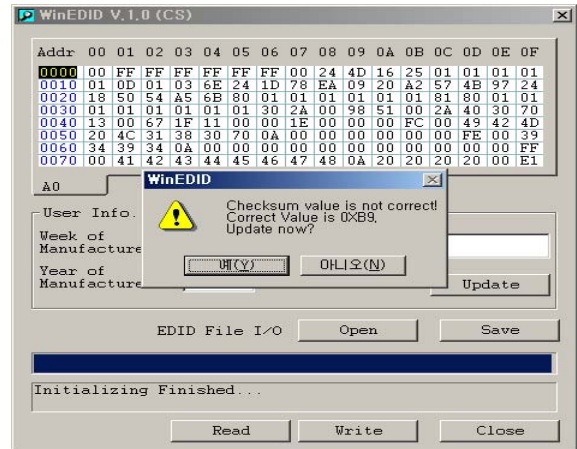 WinEDID V,1,0 (CS)
Addr 00 01 02 03 04 05 06 07 08 09 0A 0B 0C 0D 0E 0F
0000 00 FF FF FF FF FF FF 00 24 4D 16 25 01 01 01 01
0010 01 0D 01 03 6E 24 1D 78 EA 09 20 A2 57 4B 97 24
0020 18 50 54 A5 6B 80 01 01 01 01 01 01 81 80 01 01
0030 01 01 01 01 01 01 30 2A 00 98 51 00 2A 40 30 70
0040 13 00 67 1F 11 00 00 1E 00 00 00 FC 00 49 42 4D
0050 20 4C 31 38 30 70 0A 00 00 00 00 00 00 FE 00 39
0060 34 39 34 0A 00 00 00 00 00 00 00 00 00 00 00 FF
0070 00 41 42 43 44 45 46 47 48 0A 20 20 20 20 00 E1
A0
WinEDID
Checksum value is not correct!
Correct Value is 0XB9,
Update now?
예(Y)
아니오(N)
User Info.
Week of
Manufacture
Year of
Manufacture
Update
EDID File I/O
Open
Save
Initializing Finished...
Read
Write
Close